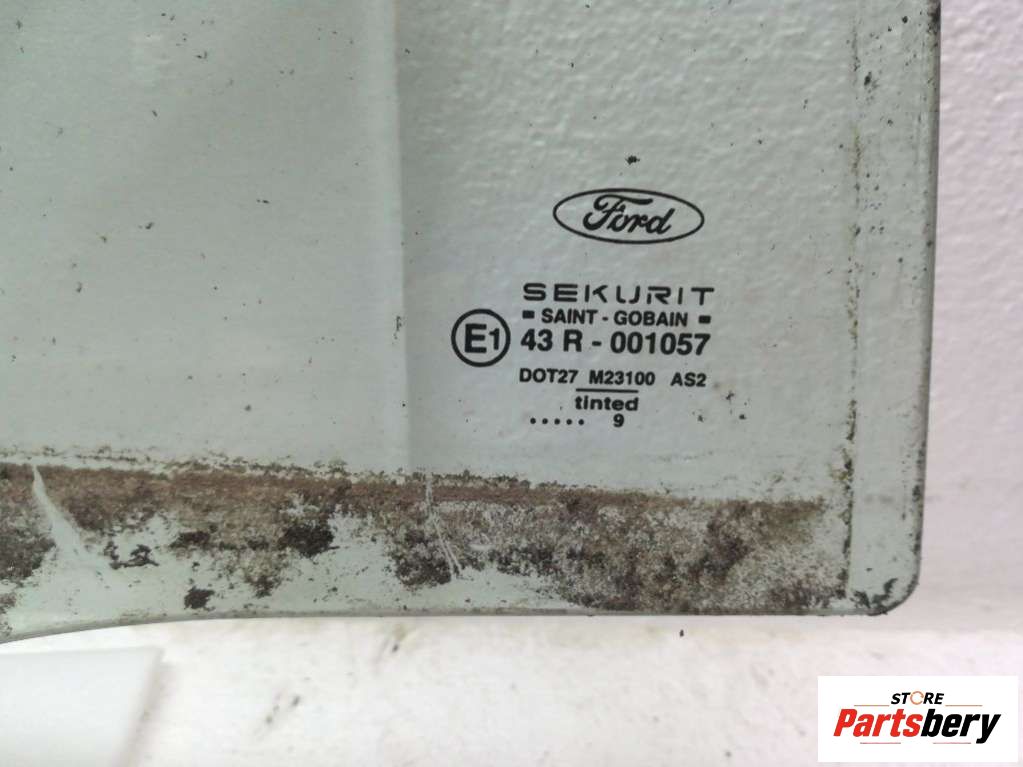 Ford
SEKURIT
SAINT - GOBAIN
E1 43 R - 001057
DOT27 M23100 AS2
tinted
..... 9
STORE
Partsbery